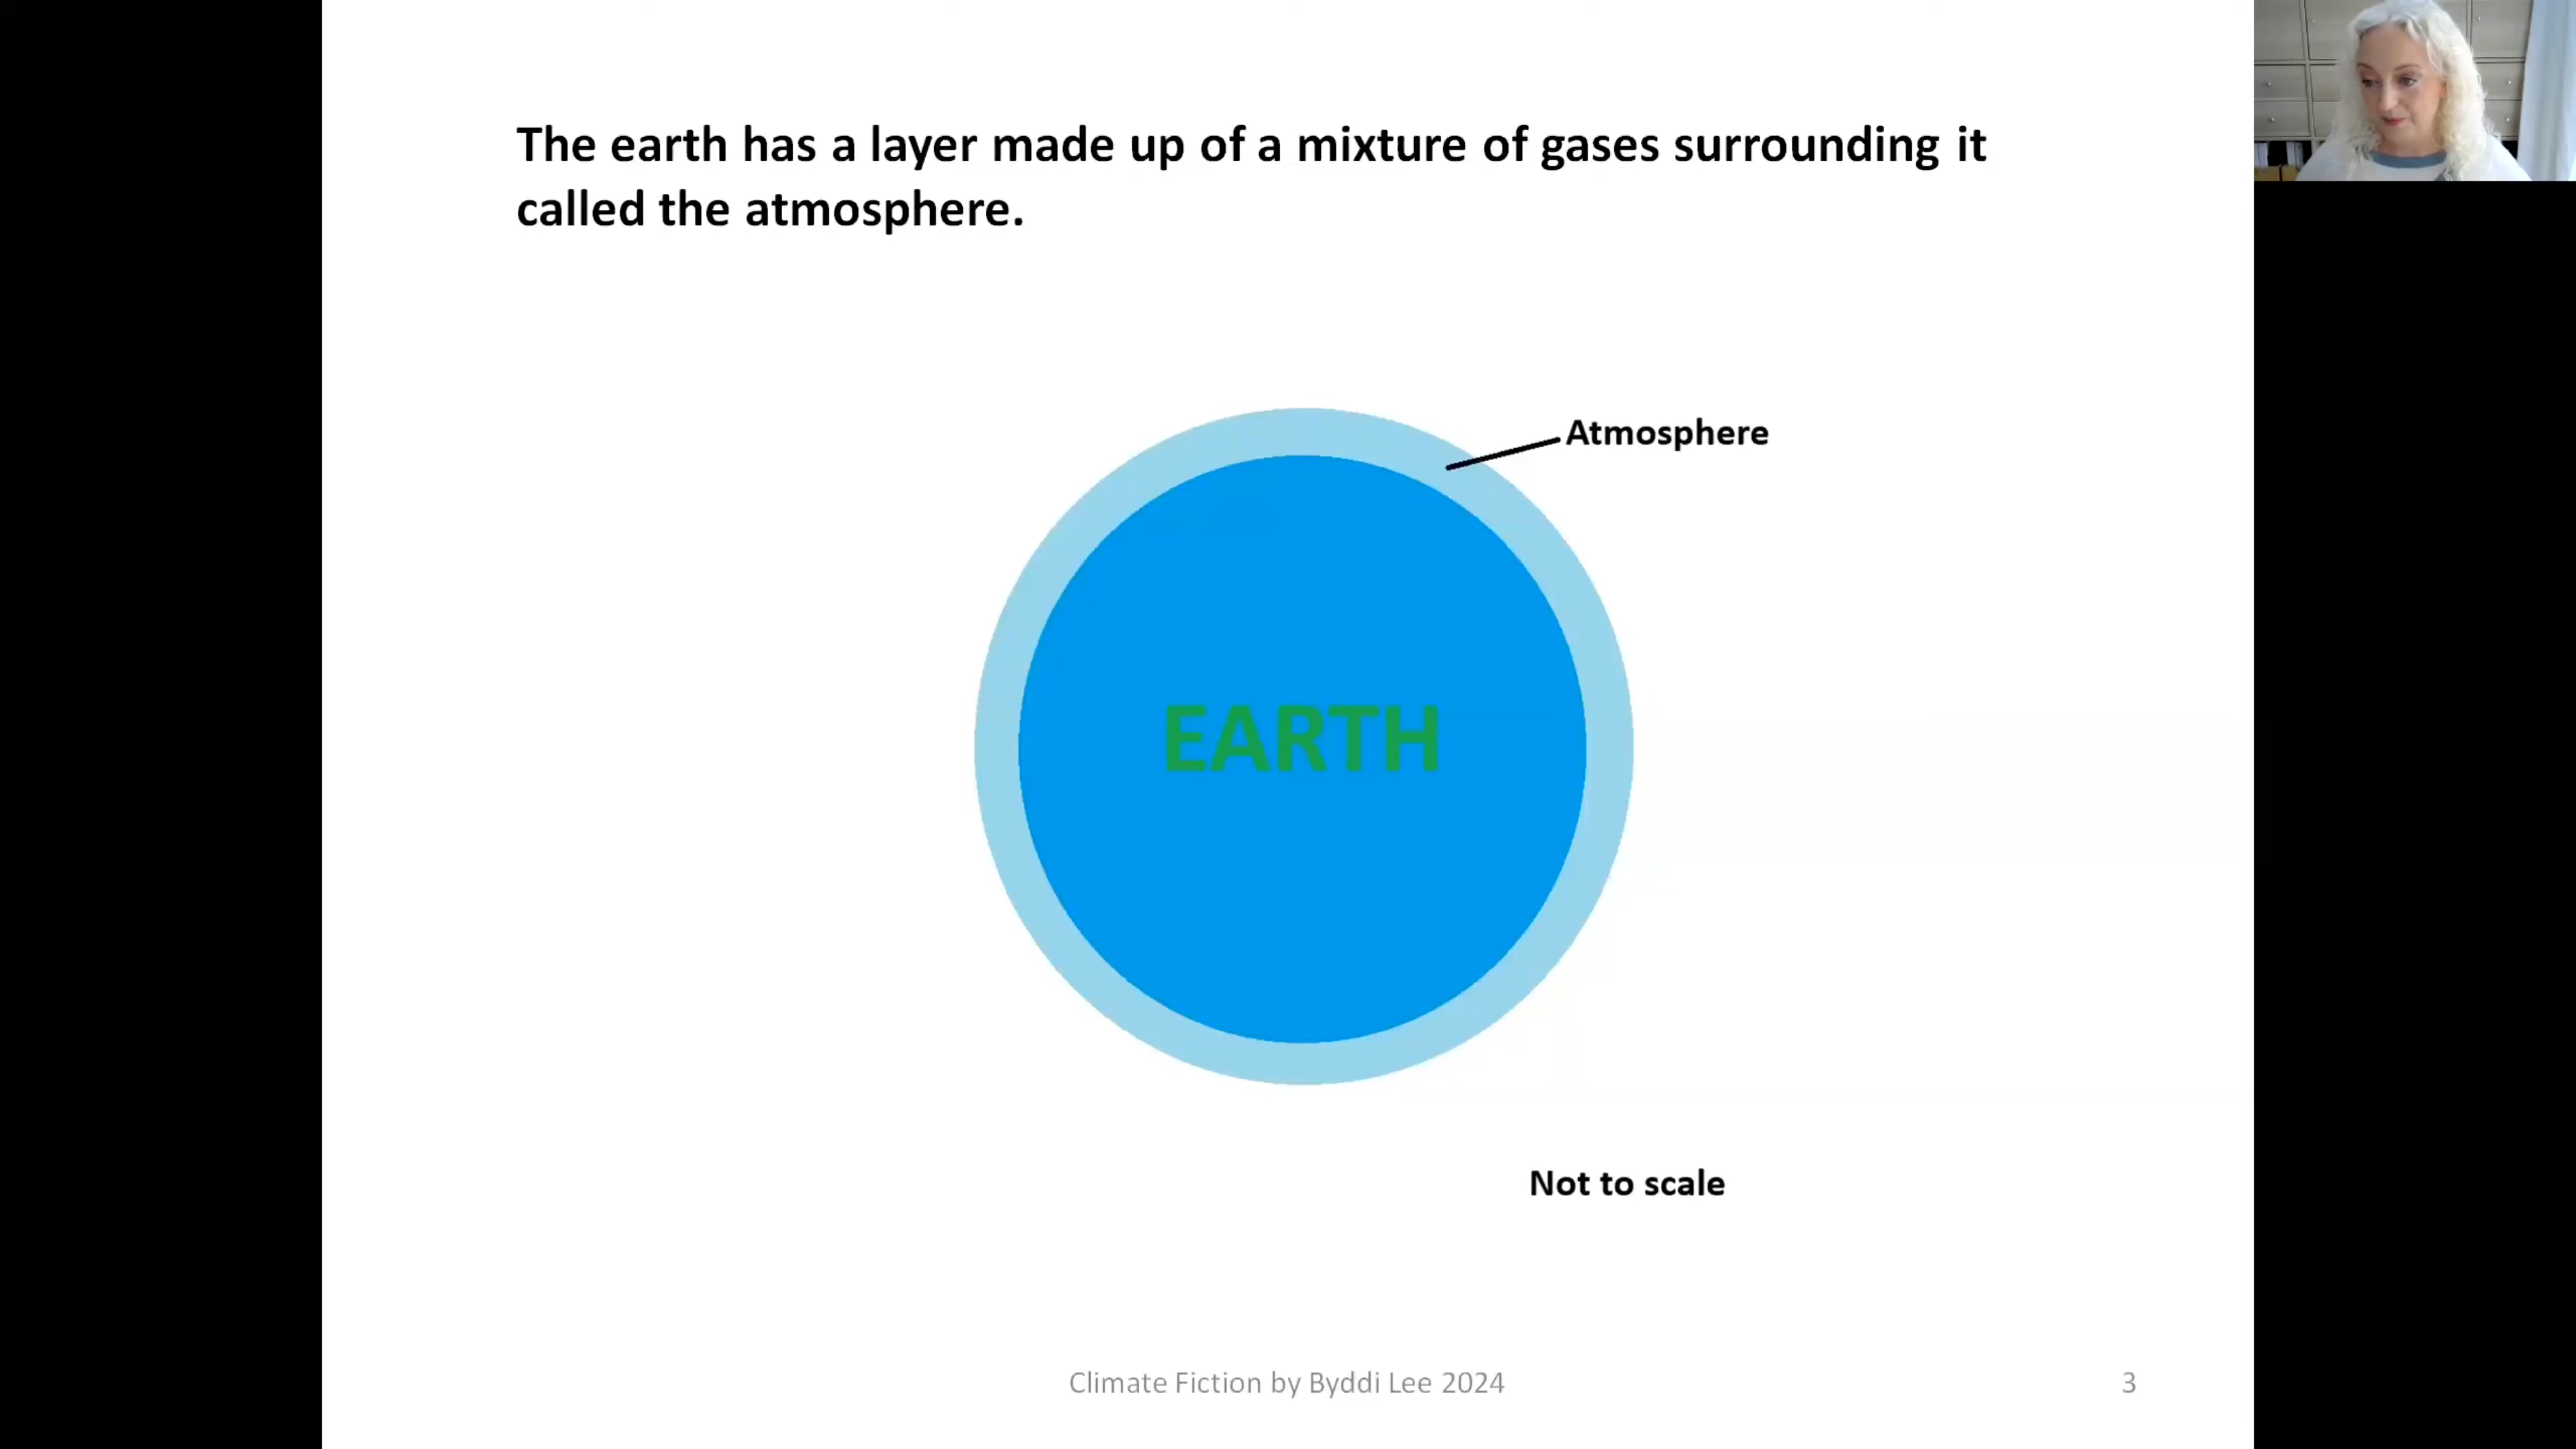 The earth has a layer made up of a mixture of gases surrounding it
called the atmosphere.
Atmosphere
EARTH
Not to scale
Climate Fiction by Byddi Lee 2024
3